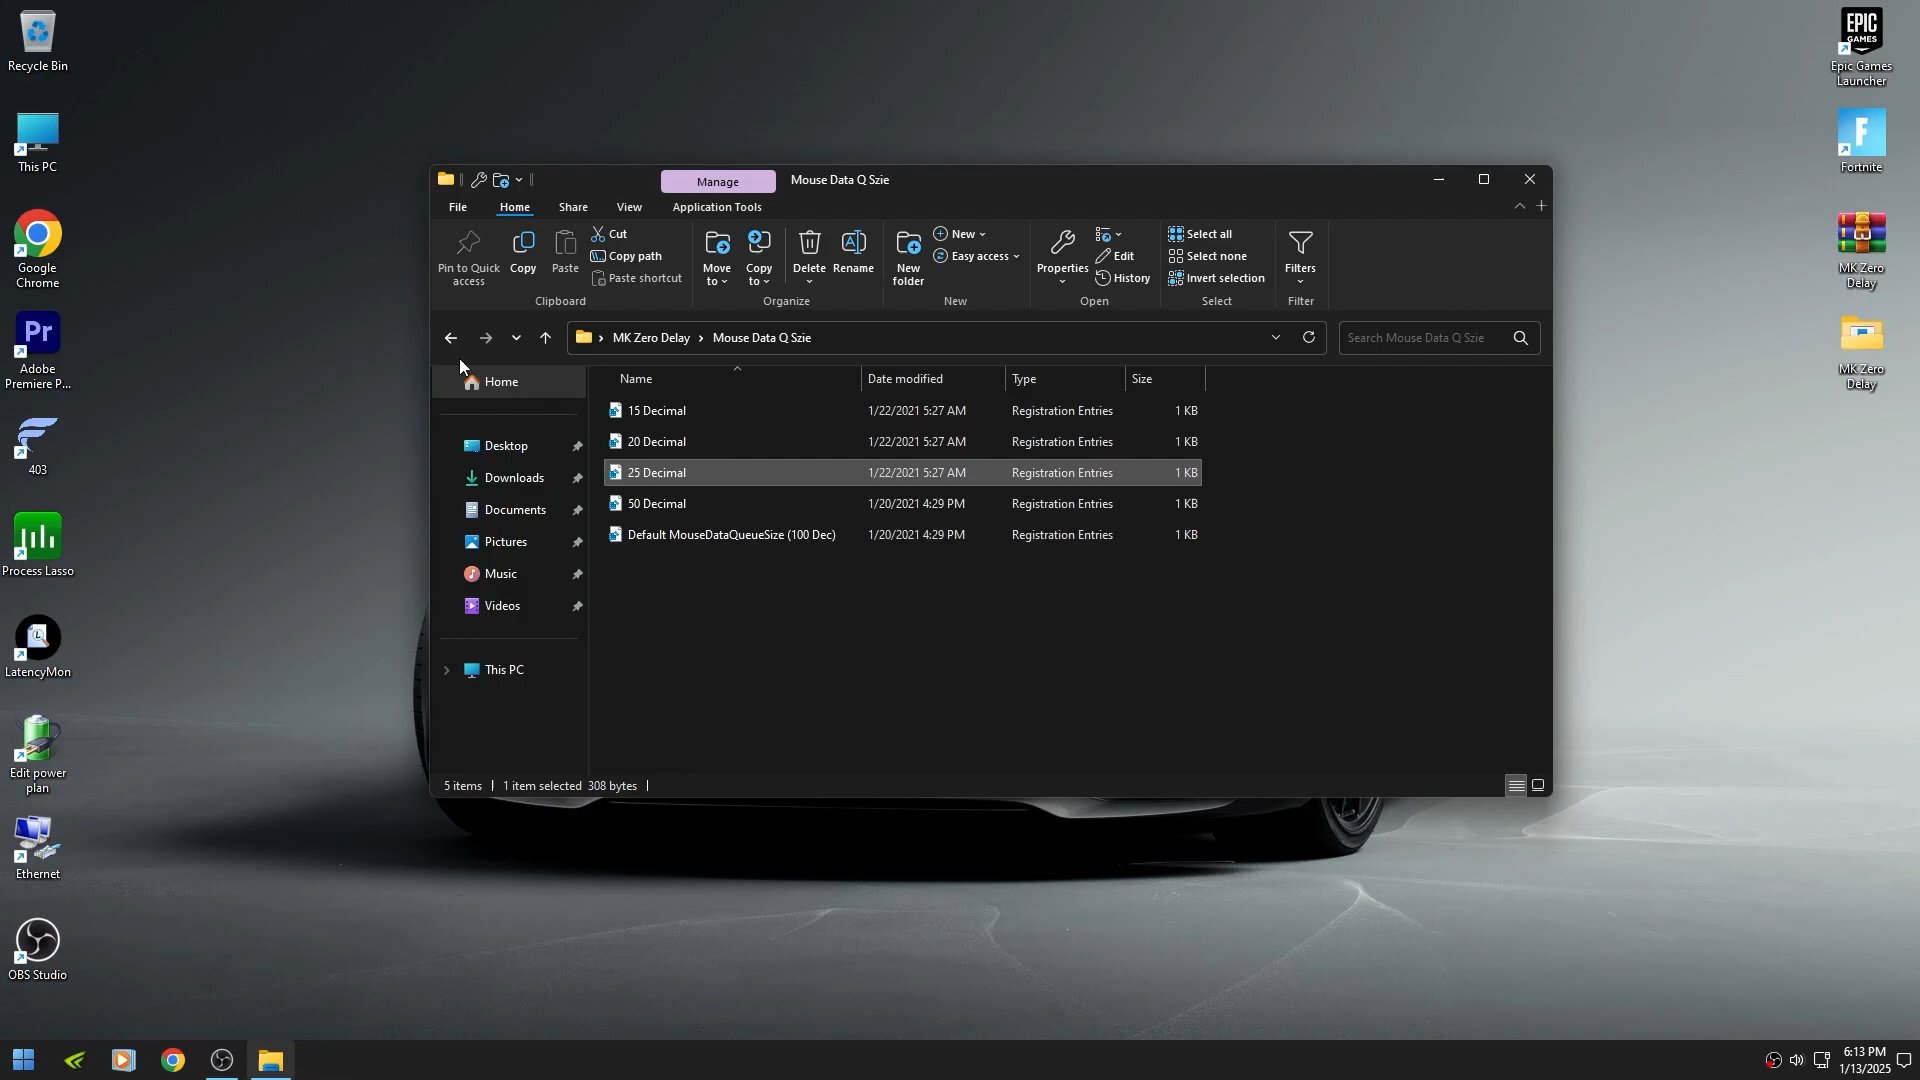 Recycle Bin
This PC
Google
Chrome
Pr
Adobe
Premiere P...
403
Process Lasso
LatencyMon
Edit power
plan
Ethernet
OBS Studio
Manage
Mouse Data Q Szie
File
Home
Share
View
Application Tools
Pin to Quick
access
Copy
Paste
Cut
Copy path
Paste shortcut
Clipboard
Move
to
Copy
to
Delete
Rename
Organize
New
folder
New
Easy access
New
Properties
Edit
History
Open
Select all
Select none
Invert selection
Select
Filters
Filter
MK Zero Delay
Mouse Data Q Szie
Search Mouse Data Q Szie
Home
Desktop
Downloads
Documents
Pictures
Music
Videos
This PC
Name Date modified Type Size
15 Decimal 1/22/2021 5:27 AM Registration Entries 1 KB
20 Decimal 1/22/2021 5:27 AM Registration Entries 1 KB
25 Decimal 1/22/2021 5:27 AM Registration Entries 1 KB
50 Decimal 1/20/2021 4:29 PM Registration Entries 1 KB
Default MouseDataQueueSize (100 Dec) 1/20/2021 4:29 PM Registration Entries 1 KB
5 items
1 item selected 308 bytes
EPIC
GAMES
Epic Games
Launcher
F
Fortnite
MK Zero
Delay
MK Zero
Delay
6:13 PM
1/13/2025